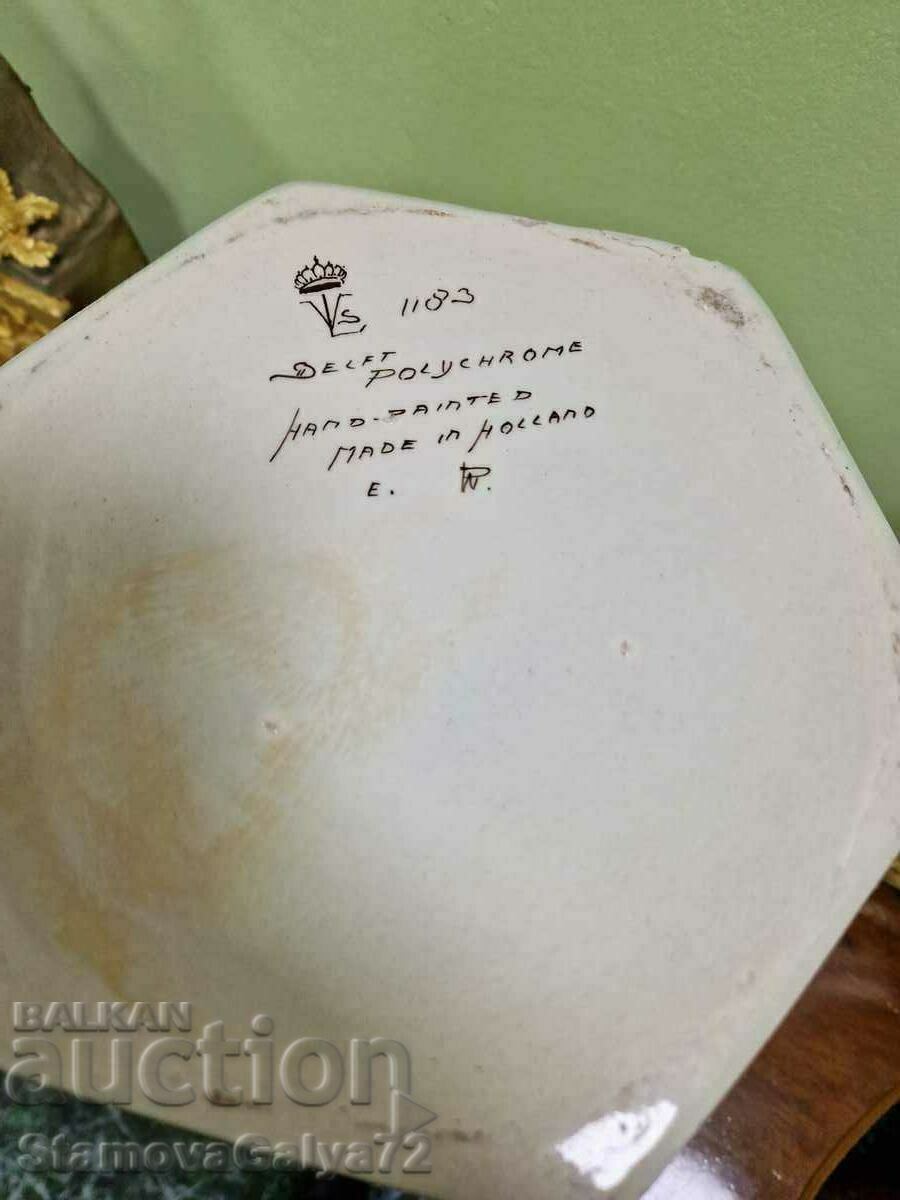 VS, 1183
DELFT POLYCHROME
HAND-PAINTED
MADE IN HOLLAND
E.
BALKAN
auction
StamovaGalya72